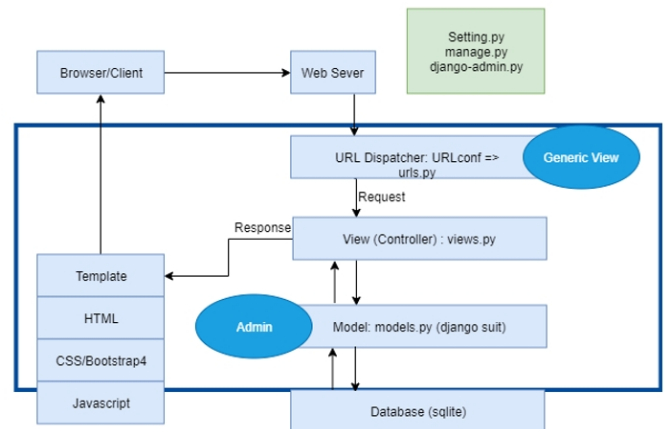 Setting.py
manage.py
django-admin.py
Browser/Client
Web Sever
URL Dispatcher: URLconf =>
urls.py
Generic View
Request
Response
View (Controller) : views.py
Template
HTML
CSS/Bootstrap4
Javascript
Admin
Model: models.py (django suit)
Database (sqlite)